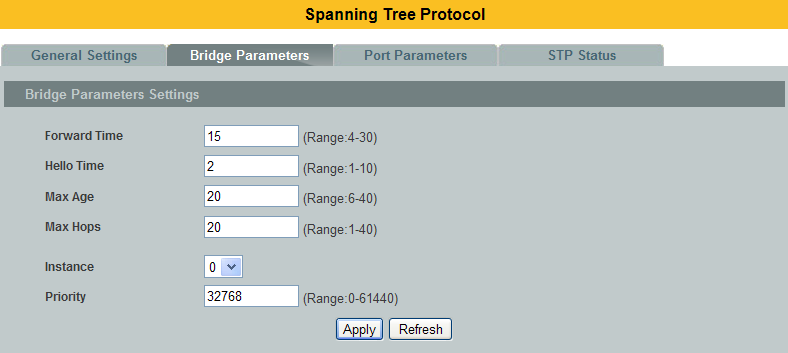 Spanning Tree Protocol
General Settings Bridge Parameters Port Parameters STP Status
Bridge Parameters Settings
Forward Time 15 (Range:4-30)
Hello Time 2 (Range:1-10)
Max Age 20 (Range:6-40)
Max Hops 20 (Range:1-40)
Instance 0
Priority 32768 (Range:0-61440)
Apply Refresh